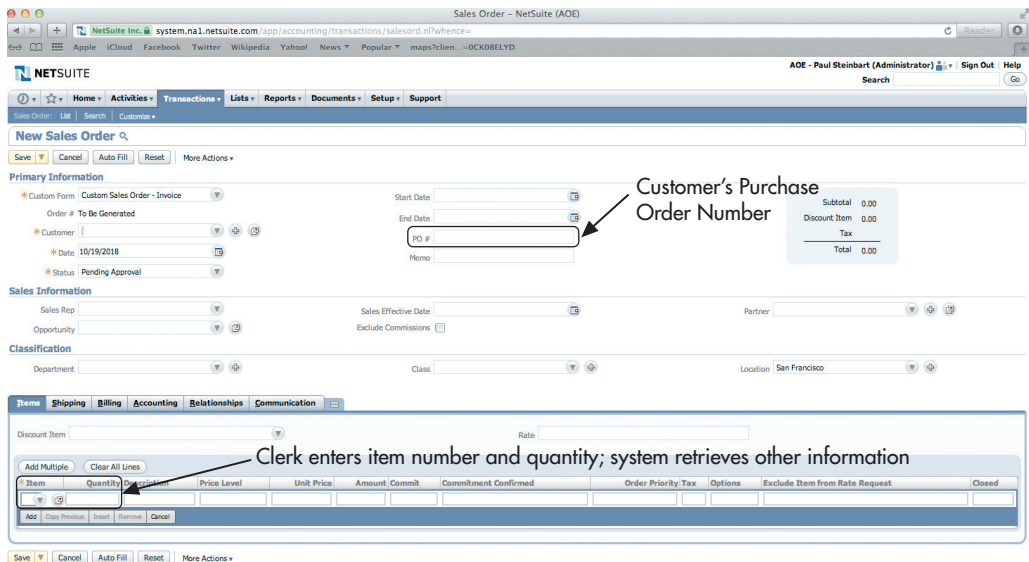 Sales Order – NetSuite (AOE)
NetSuite Inc. system.na1.netsuite.com/app/accounting/transactions/salesord.nl?whence= Reader
Apple iCloud Facebook Twitter Wikipedia Yahoo! News Popular maps?clien...=0CK08ELYD
NETSUITE
AOE - Paul Steinbart (Administrator) Sign Out Help
Search Go
Home Activities Transactions Lists Reports Documents Setup Support
Sales Order: List Search Customize
New Sales Order
Save Cancel Auto Fill Reset More Actions
Primary Information
*Custom Form Custom Sales Order - Invoice
Order # To Be Generated
*Customer
*Date 10/19/2018
*Status Pending Approval
Start Date
End Date
PO #
Memo
Customer's Purchase
Order Number
Subtotal 0.00
Discount Item 0.00
Tax
Total 0.00
Sales Information
Sales Rep Sales Effective Date Partner
Opportunity Exclude Commissions
Classification
Department Class Location San Francisco
Items Shipping Billing Accounting Relationships Communication
Discount Item Rate
Clerk enters item number and quantity; system retrieves other information
Add Multiple Clear All Lines
*Item Quantity Description Price Level Unit Price Amount Commit Commitment Confirmed Order Priority Tax Options Exclude Item from Rate Request Closed
Add Copy Previous Insert Remove Cancel
Save Cancel Auto Fill Reset More Actions